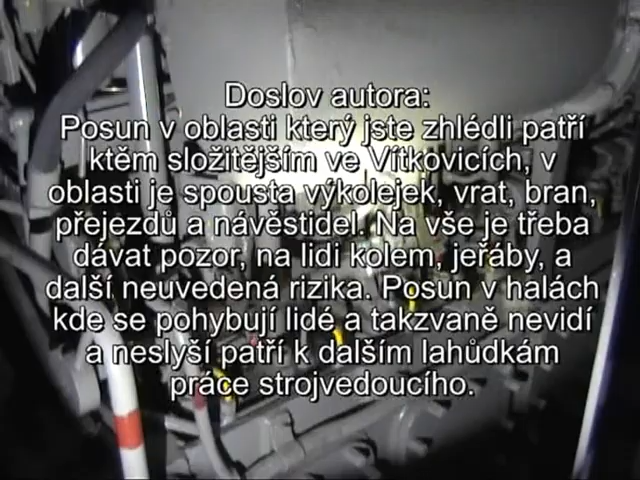 Doslov autora:
Posun v oblasti který jste zhlédli patří
ktěm složitějším ve Vítkovicích, v
oblasti je spousta výkolejek, vrat, bran,
přejezdů a návěstidel. Na vše je třeba
dávat pozor, na lidi kolem, jeřáby, a
další neuvedená rizika. Posun v halách
kde se pohybují lidé a takzvaně nevidí
a neslyší patří k dalším lahůdkám
práce strojvedoucího.